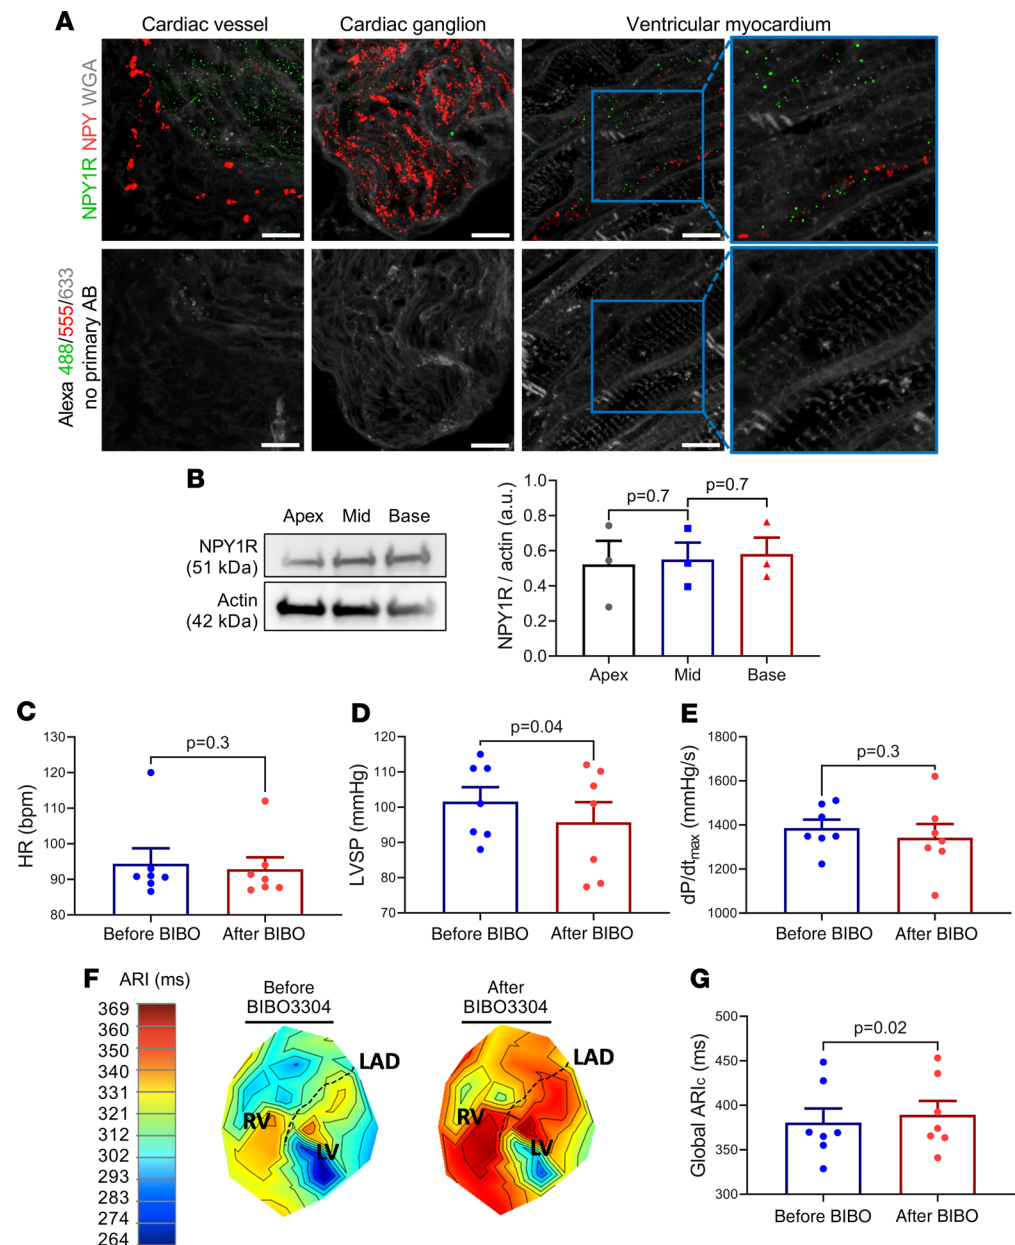 A
Cardiac vessel
Cardiac ganglion
Ventricular myocardium
NPY1R NPY WGA
Alexa 488/555/633
no primary AB
B
Apex Mid Base
NPY1R
(51 kDa)
Actin
(42 kDa)
NPY1R / actin (a.u.)
1.0
0.8
0.6
0.4
0.2
0.0
p=0.7
p=0.7
Apex Mid Base
C
HR (bpm)
130
120
110
100
90
80
p=0.3
Before BIBO After BIBO
D
LVSP (mmHg)
120
110
100
90
80
70
p=0.04
Before BIBO After BIBO
E
dP/dtmax (mmHg/s)
1800
1600
1400
1200
1000
p=0.3
Before BIBO After BIBO
F
ARI (ms)
369
360
350
340
331
321
312
302
293
283
274
264
Before
BIBO3304
LAD
RV
LV
After
BIBO3304
LAD
RV
LV
G
Global ARIc (ms)
500
450
400
350
300
p=0.02
Before BIBO After BIBO